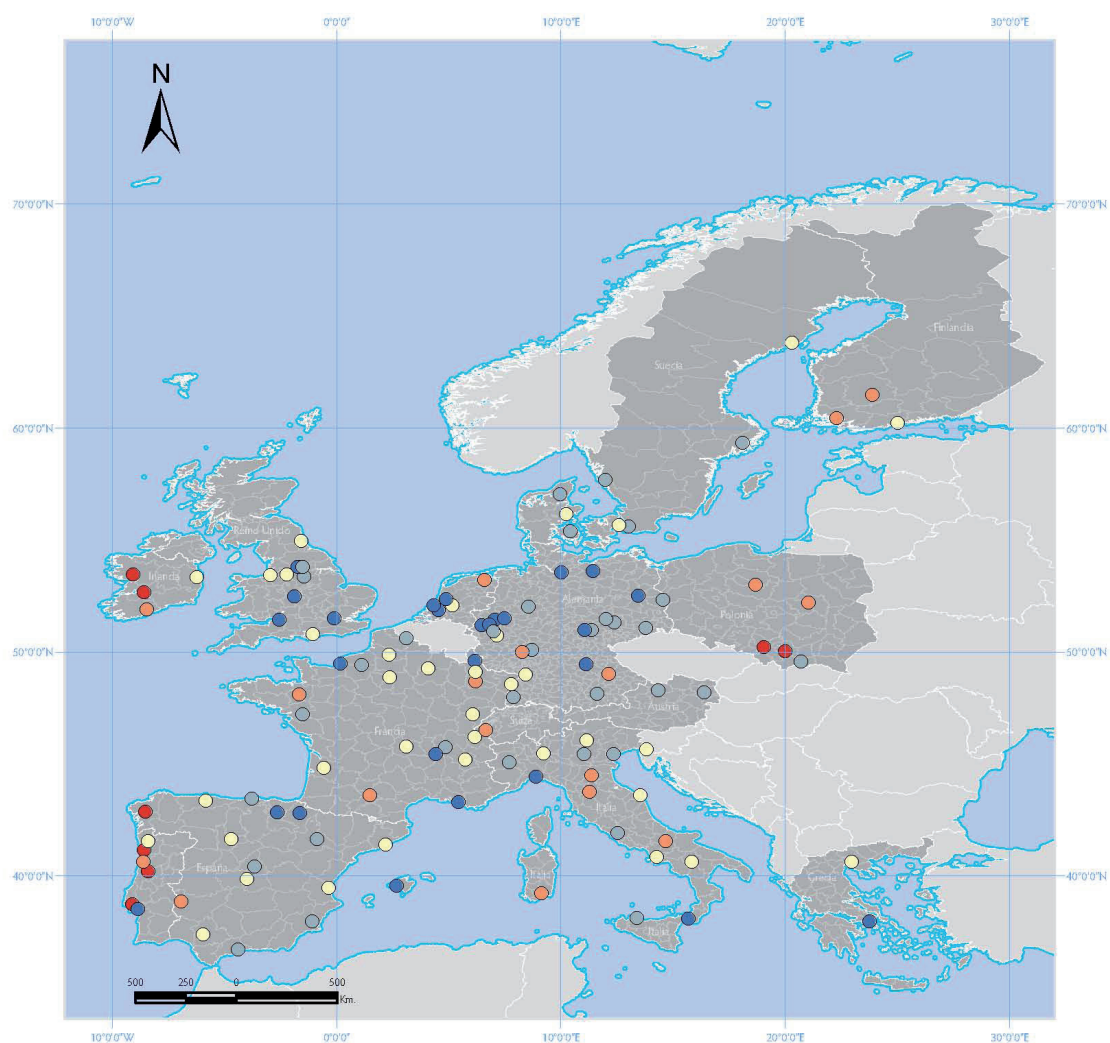 10°0'0"W 0°0'0"E 10°0'0"E 20°0'0"E 30°0'0"E
N
70°0'0"N 70°0'0"N
Finlandia
Suecia
60°0'0"N 60°0'0"N
Reino Unido
Irlanda
Alemania
Polonia
50°0'0"N 50°0'0"N
Austria
Suiza
Francia
Italia
España
Italia
Grecia
40°0'0"N 40°0'0"N
Italia
500 250 0 500
Km.
10°0'0"W 0°0'0"E 10°0'0"E 20°0'0"E 30°0'0"E